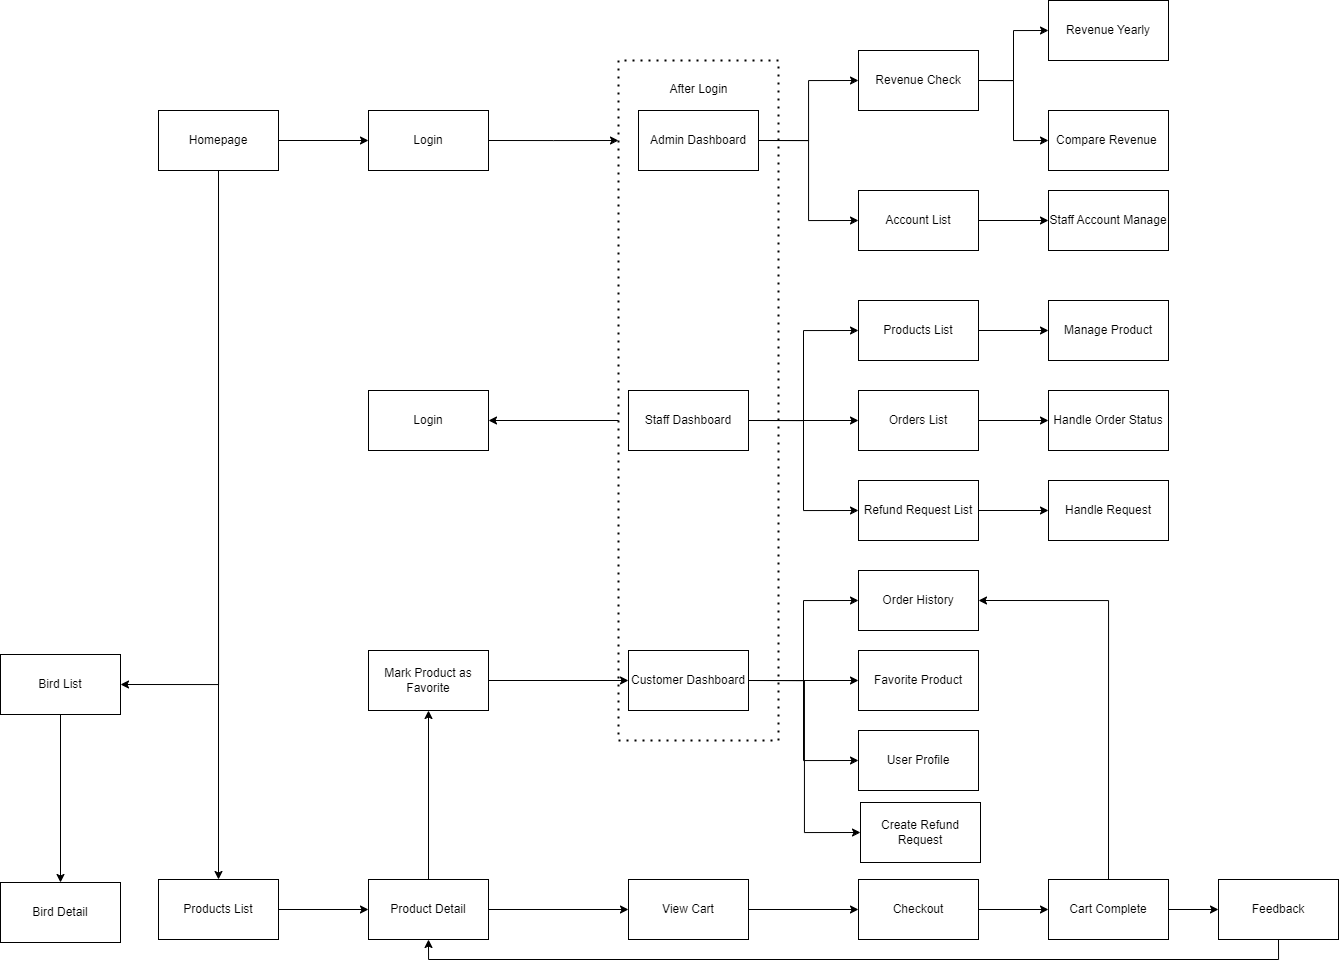 Revenue Yearly
Revenue Check
After Login
Homepage
Login
Admin Dashboard
Compare Revenue
Account List
Staff Account Manage
Products List
Manage Product
Login
Staff Dashboard
Orders List
Handle Order Status
Refund Request List
Handle Request
Order History
Bird List
Mark Product as
Favorite
Customer Dashboard
Favorite Product
User Profile
Create Refund
Request
Bird Detail
Products List
Product Detail
View Cart
Checkout
Cart Complete
Feedback